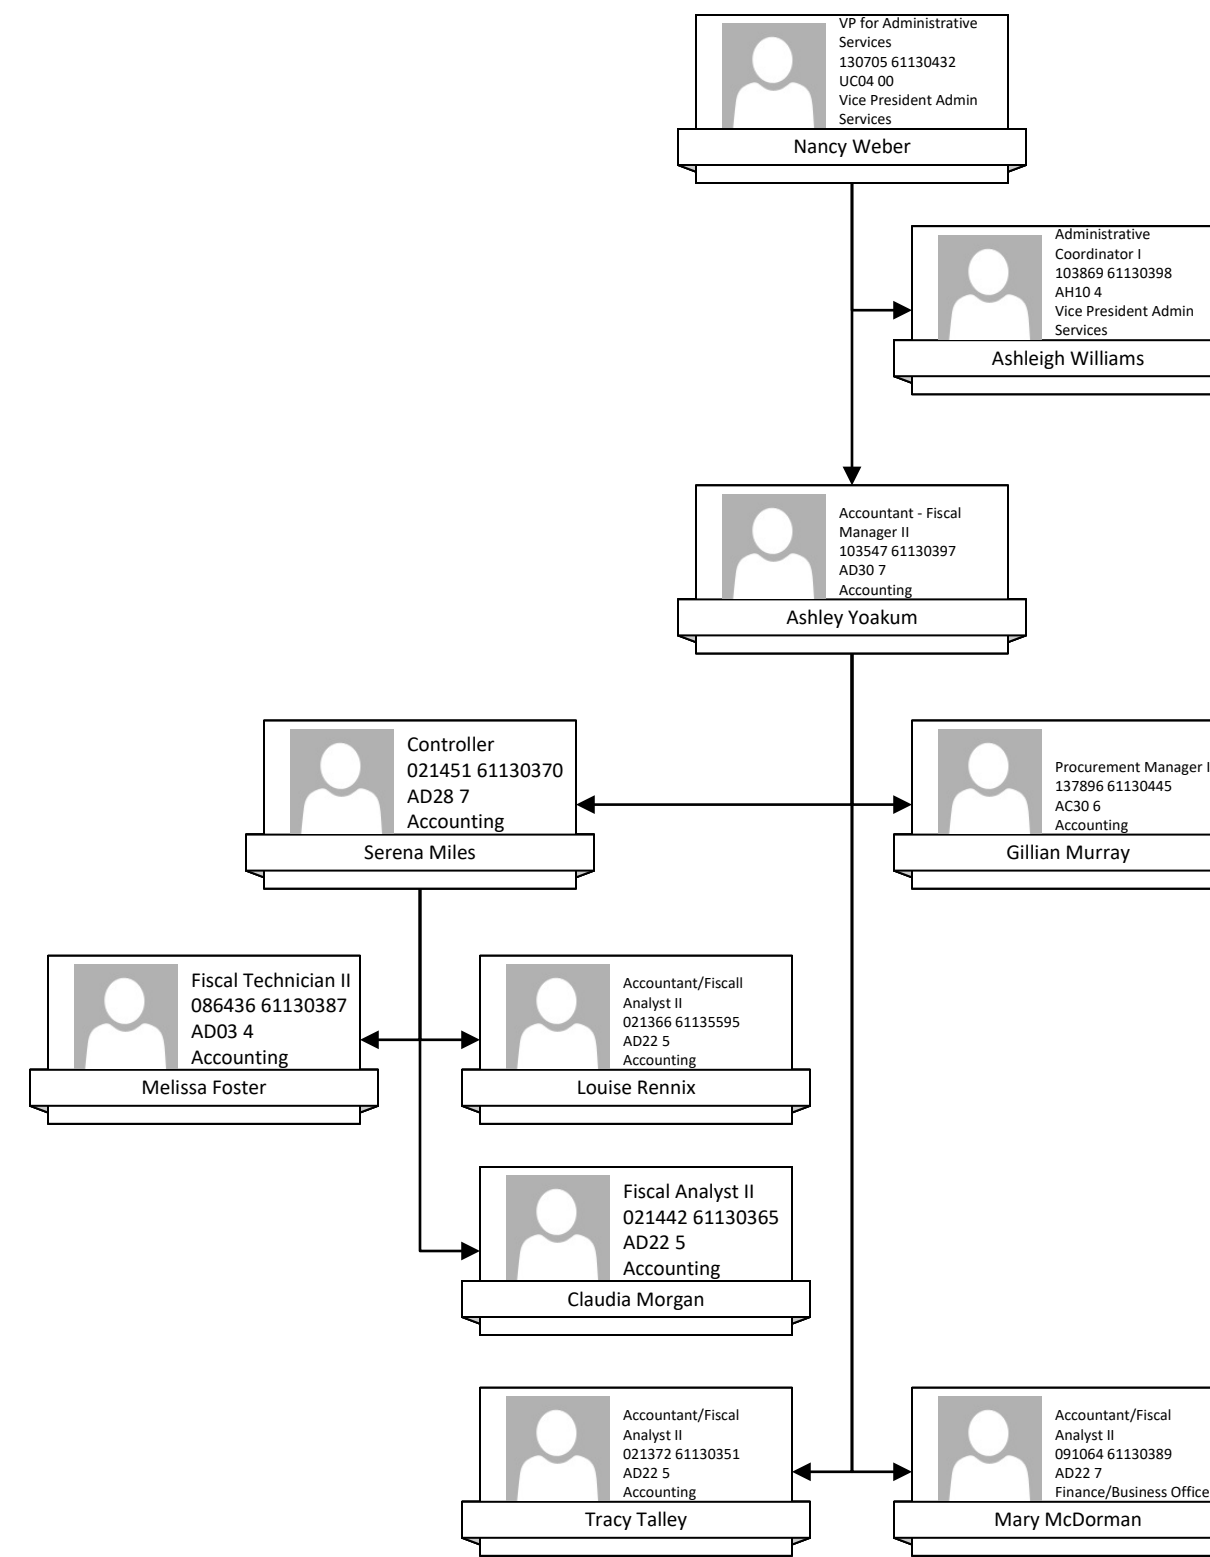 VP for Administrative
Services
130705 61130432
UC04 00
Vice President Admin
Services
Nancy Weber
Administrative
Coordinator I
103869 61130398
AH10 4
Vice President Admin
Services
Ashleigh Williams
Accountant - Fiscal
Manager II
103547 61130397
AD30 7
Accounting
Ashley Yoakum
Controller
021451 61130370
AD28 7
Accounting
Serena Miles
Procurement Manager I
137896 61130445
AC30 6
Accounting
Gillian Murray
Fiscal Technician II
086436 61130387
AD03 4
Accounting
Melissa Foster
Accountant/Fiscall
Analyst II
021366 61135595
AD22 5
Accounting
Louise Rennix
Fiscal Analyst II
021442 61130365
AD22 5
Accounting
Claudia Morgan
Accountant/Fiscal
Analyst II
021372 61130351
AD22 5
Accounting
Tracy Talley
Accountant/Fiscal
Analyst II
091064 61130389
AD22 7
Finance/Business Office
Mary McDorman